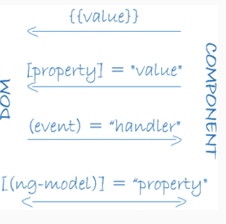 {{value}}
[property] = "value"
(event) = "handler"
[(ng-model)] = "property"
DOM
COMPONENT